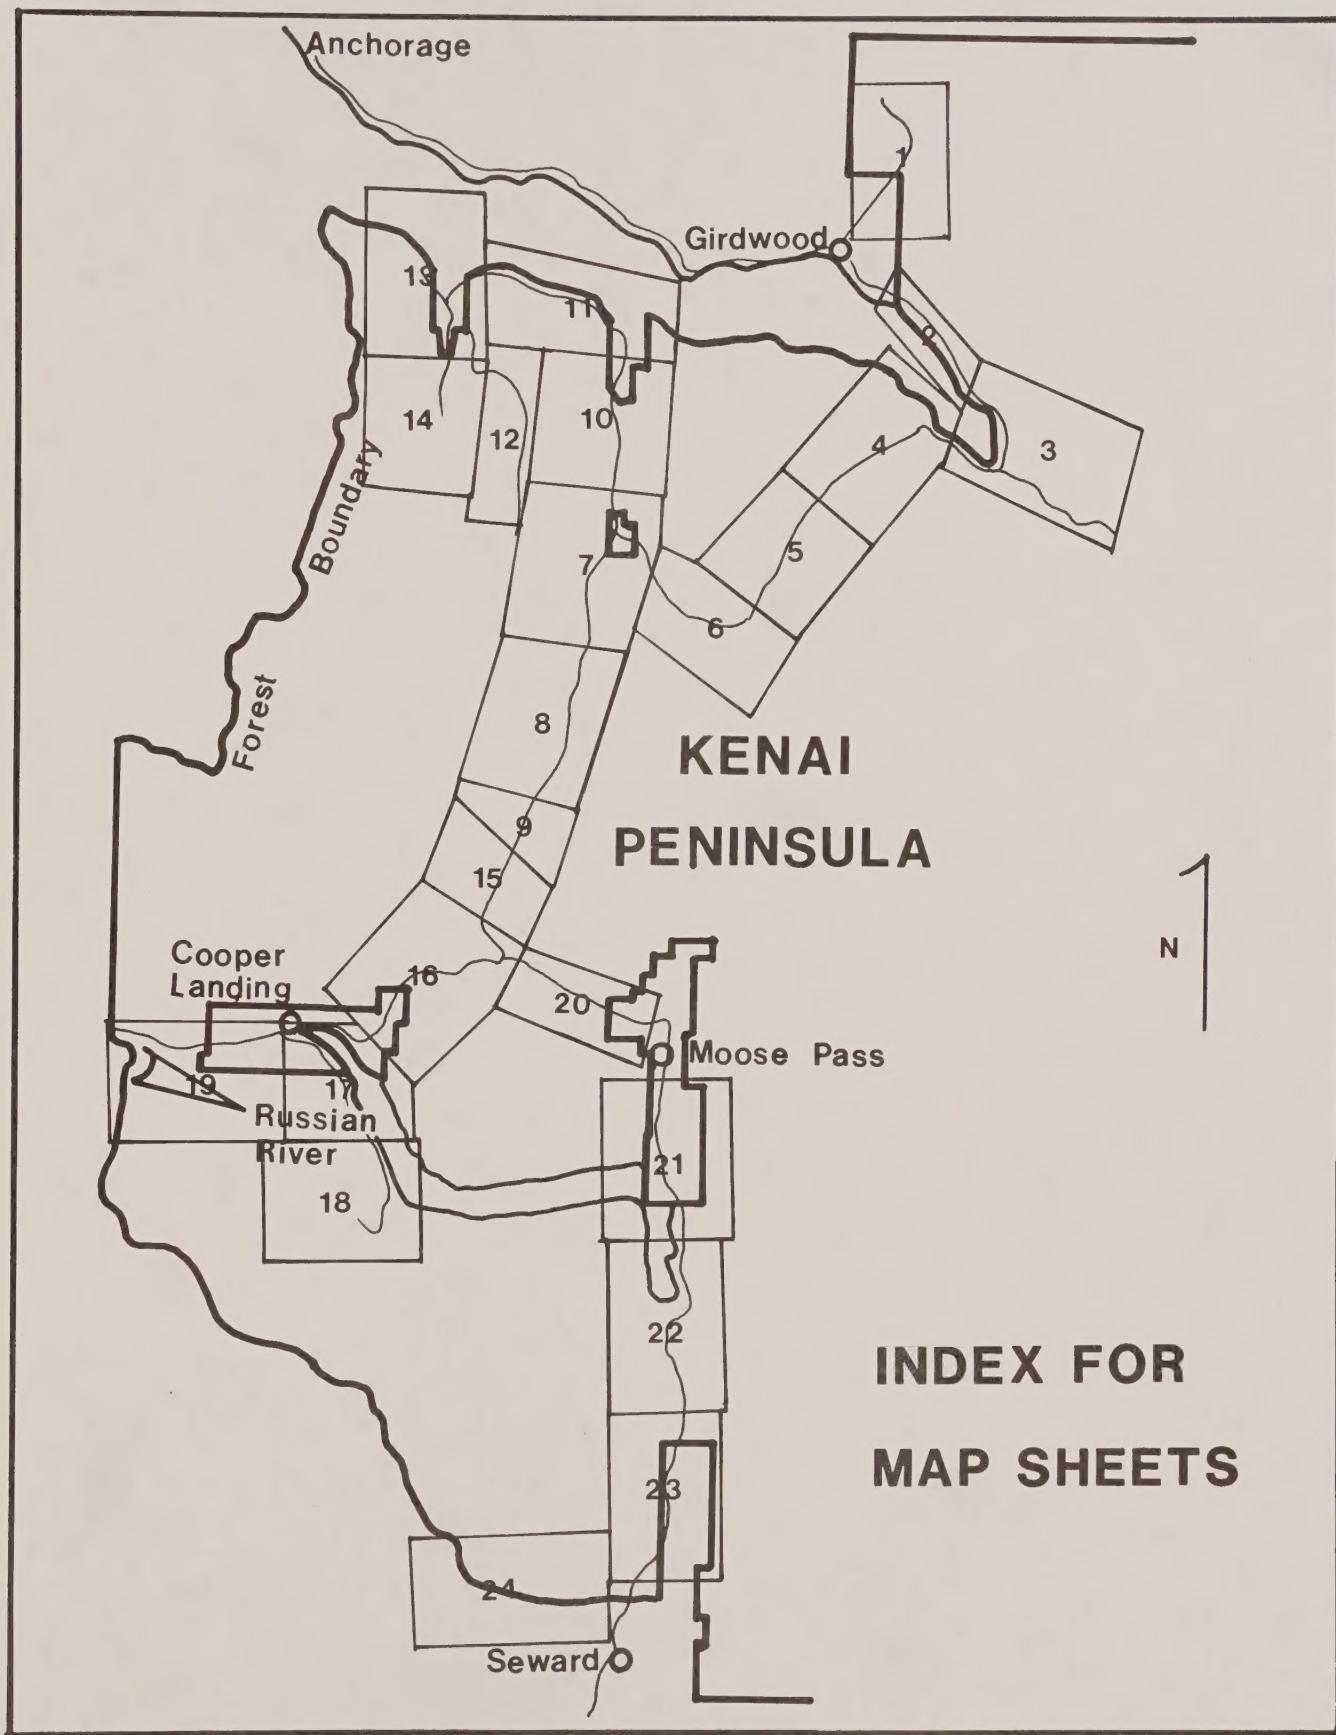 Anchorage
1
Girdwood
13
11
2
14
12
10
4
3
Forest Boundary
7
5
6
8
KENAI
PENINSULA
9
15
Cooper
Landing
16
20
N
Moose Pass
19
17
Russian
River
21
18
22
INDEX FOR
MAP SHEETS
23
24
Seward